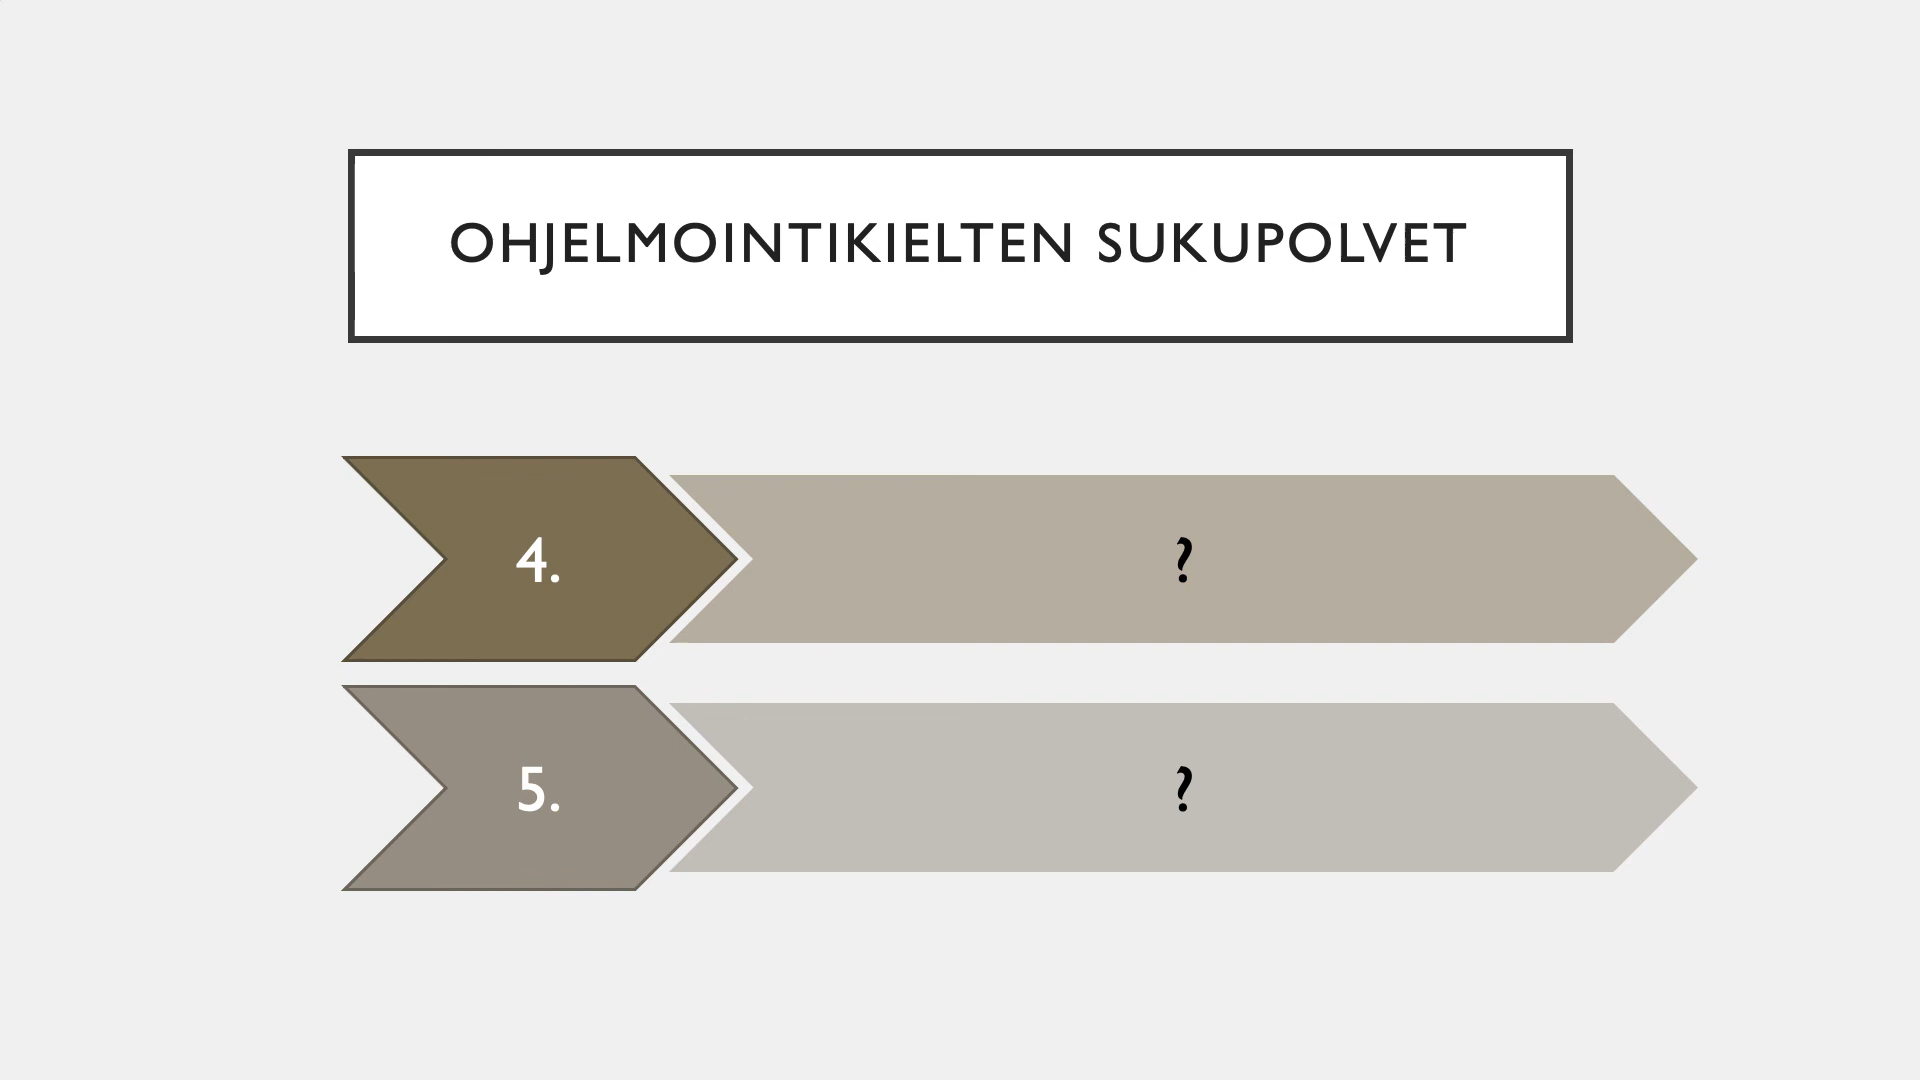 OHJELMOINTIKIELTEN SUKUPOLVET
4.
?
5.
?